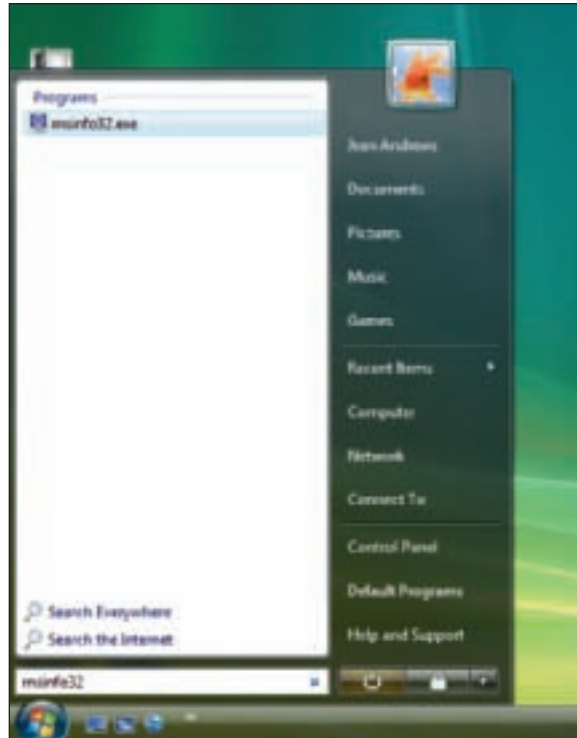 Programs
msinfo32.exe
Search Everywhere
Search the Internet
msinfo32
Jean Andrews
Documents
Pictures
Music
Games
Recent Items
Computer
Network
Connect To
Control Panel
Default Programs
Help and Support